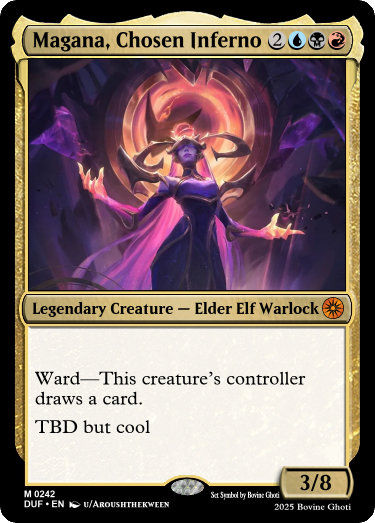 Magana, Chosen Inferno 2
Legendary Creature — Elder Elf Warlock
Ward—This creature's controller
draws a card.
TBD but cool
3/8
M 0242
DUF • EN u/Aroushthekween
Set Symbol by Bovine Ghoti
2025 Bovine Ghoti